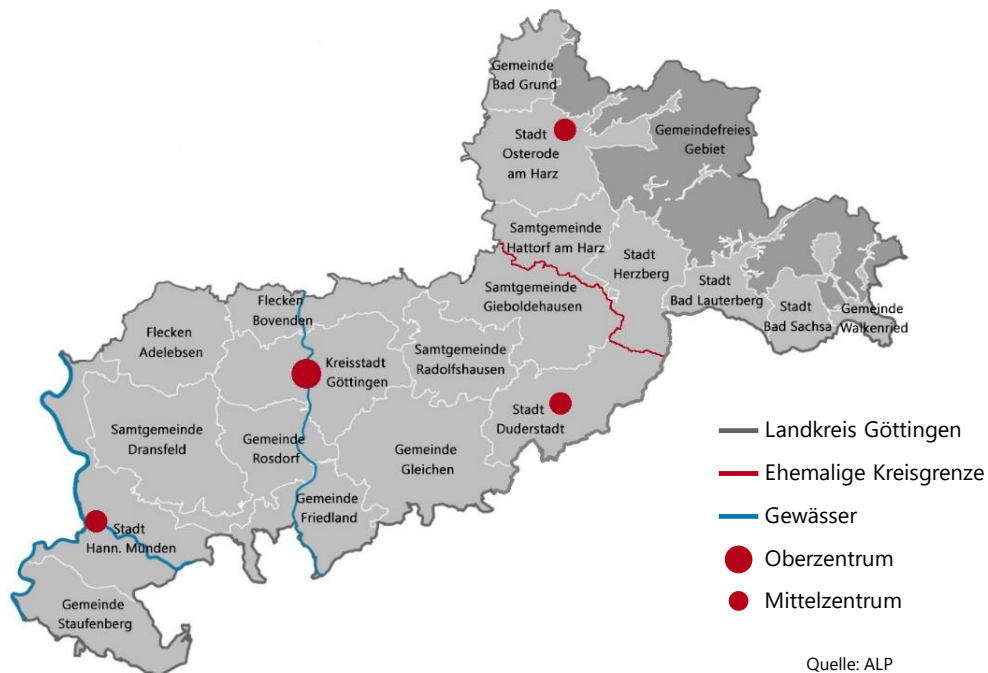 Gemeinde
Bad Grund
Stadt
Osterode
am Harz
Gemeindefreies
Gebiet
Samtgemeinde
Hattorf am Harz
Stadt
Herzberg
Samtgemeinde
Gieboldehausen
Stadt
Bad Lauterberg
Stadt
Bad Sachsa
Gemeinde
Walkenried
Flecken
Bovenden
Flecken
Adelebsen
Kreisstadt
Göttingen
Samtgemeinde
Radolfshausen
Stadt
Duderstadt
Samtgemeinde
Dransfeld
Gemeinde
Rosdorf
Gemeinde
Gleichen
Gemeinde
Friedland
Stadt
Hann. Münden
Gemeinde
Staufenberg
Landkreis Göttingen
Ehemalige Kreisgrenze
Gewässer
Oberzentrum
Mittelzentrum
Quelle: ALP